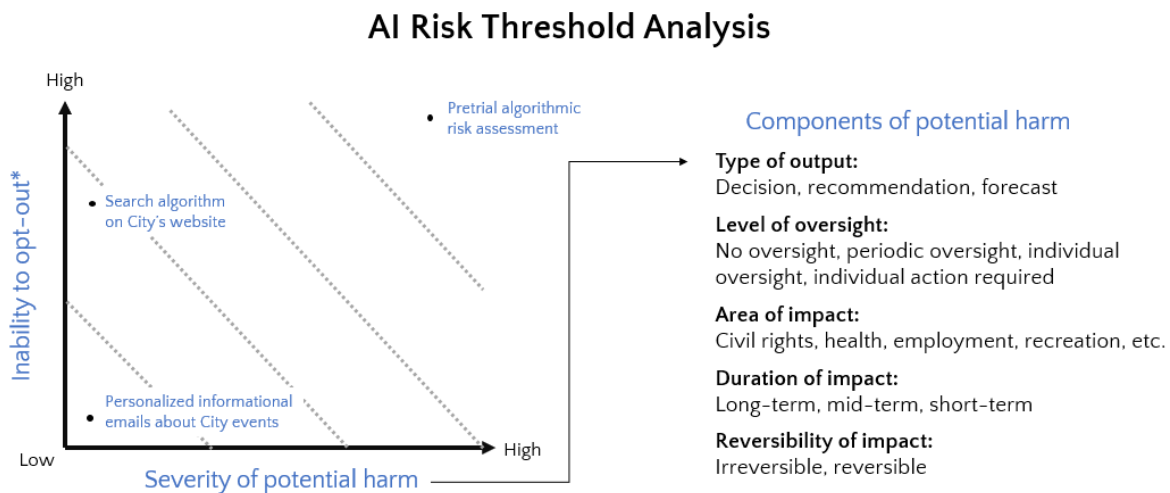 AI Risk Threshold Analysis
High
Inability to opt-out*
Pretrial algorithmic
risk assessment
Search algorithm
on City's website
Personalized informational
emails about City events
Low
High
Severity of potential harm
Components of potential harm
Type of output:
Decision, recommendation, forecast
Level of oversight:
No oversight, periodic oversight, individual
oversight, individual action required
Area of impact:
Civil rights, health, employment, recreation, etc.
Duration of impact:
Long-term, mid-term, short-term
Reversibility of impact:
Irreversible, reversible